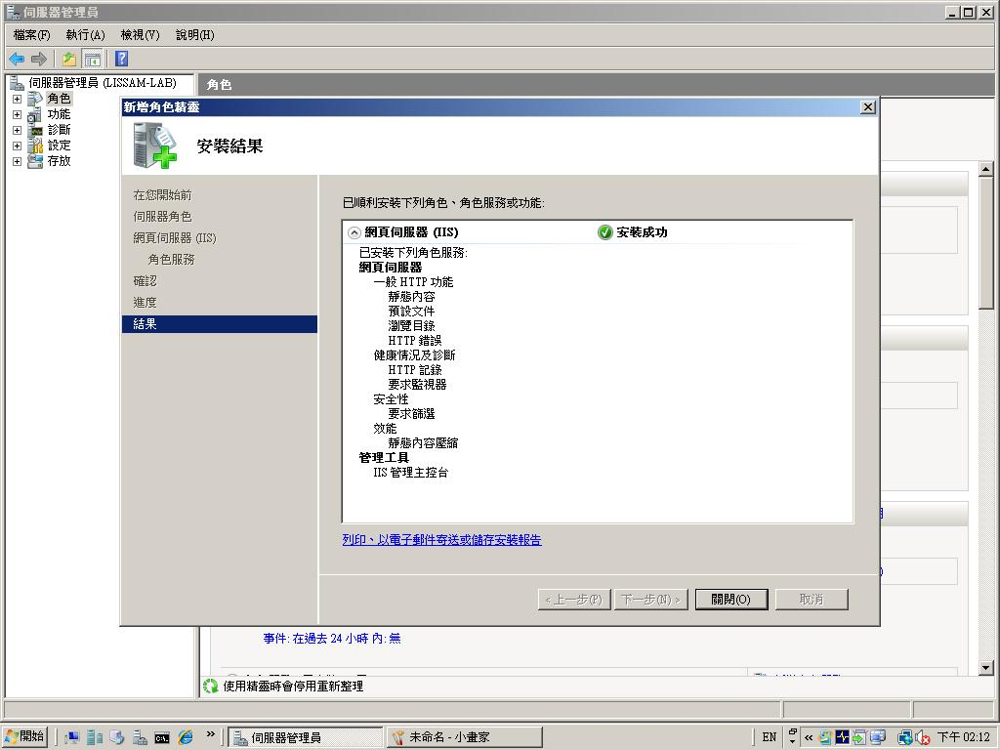 伺服器管理員
檔案(F) 執行(A) 檢視(V) 說明(H)
伺服器管理員 (LISSAM-LAB)
角色
功能
診斷
設定
存放
角色
新增角色精靈
安裝結果
在您開始前
伺服器角色
網頁伺服器 (IIS)
角色服務
確認
進度
結果
已順利安裝下列角色、角色服務或功能:
網頁伺服器 (IIS) 安裝成功
已安裝下列角色服務:
網頁伺服器
一般 HTTP 功能
靜態內容
預設文件
瀏覽目錄
HTTP 錯誤
健康情況及診斷
HTTP 記錄
要求監視器
安全性
要求篩選
效能
靜態內容壓縮
管理工具
IIS 管理主控台
列印、以電子郵件寄送或儲存安裝報告
< 上一步(P) 下一步(N) > 關閉(O) 取消
事件: 在過去 24 小時 內: 無
使用精靈時會停用重新整理
開始 » 伺服器管理員 未命名 - 小畫家 EN « 下午 02:12